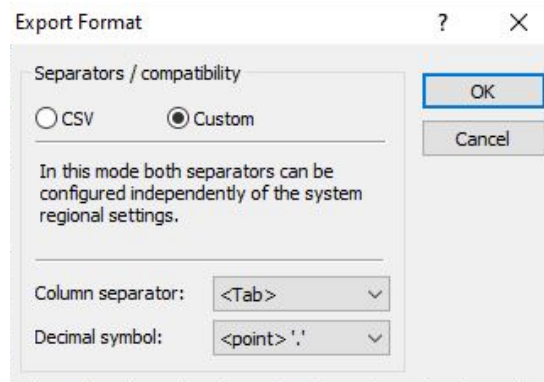 Export Format
? ×
Separators / compatibility
OK
CSV
Custom
Cancel
In this mode both separators can be
configured independently of the system
regional settings.
Column separator:
<Tab>
Decimal symbol:
<point> '.'